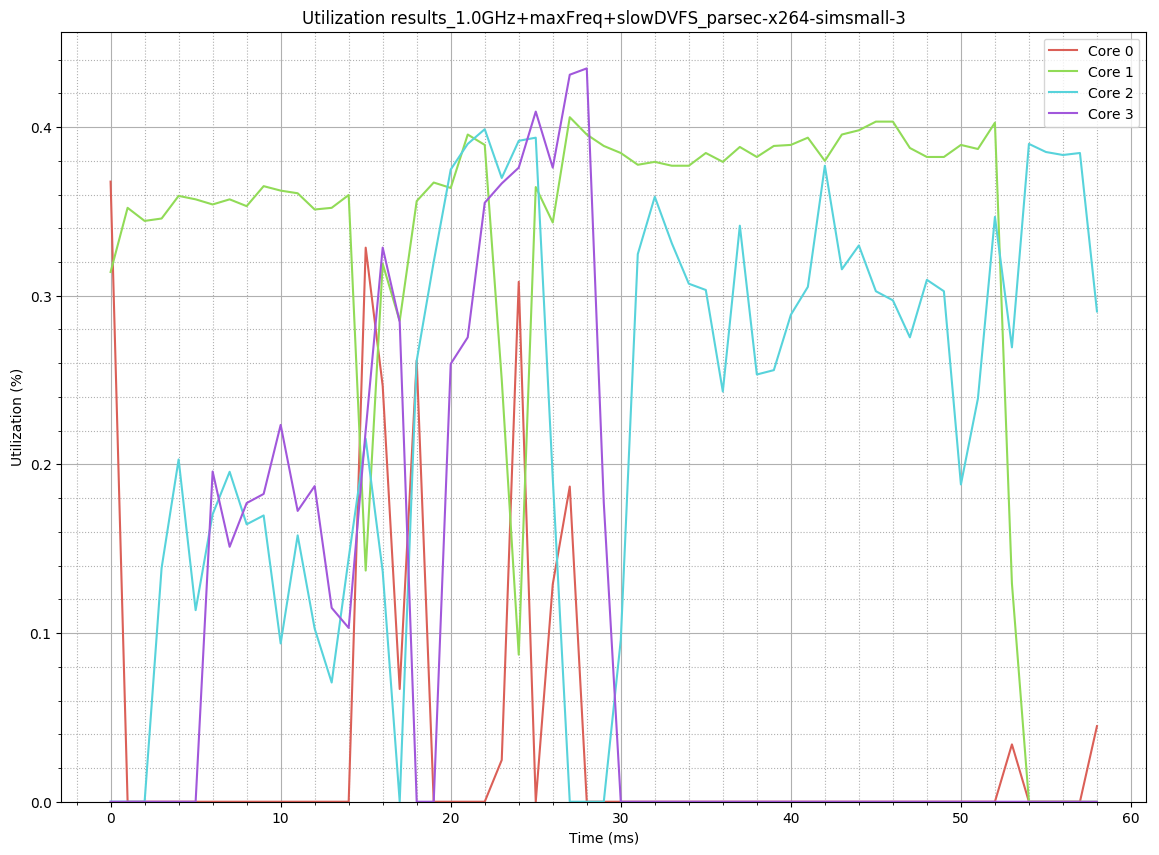 Utilization results_1.0GHz+maxFreq+slowDVFS_parsec-x264-simsmall-3
Core 0
Core 1
Core 2
Core 3
Utilization (%)
0.4
0.3
0.2
0.1
0.0
0 10 20 30 40 50 60
Time (ms)